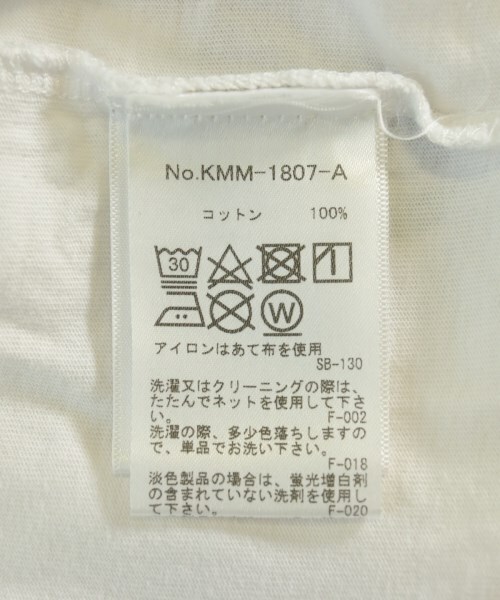 No.KMM-1807-A
コットン 100%
30
W
アイロンはあて布を使用
SB-130
洗濯又はクリーニングの際は、
たたんでネットを使用して下さ
い。 F-002
洗濯の際、多少色落ちしますの
で、単品でお洗い下さい。
F-018
淡色製品の場合は、蛍光増白剤
の含まれていない洗剤を使用し
て下さい。 F-020